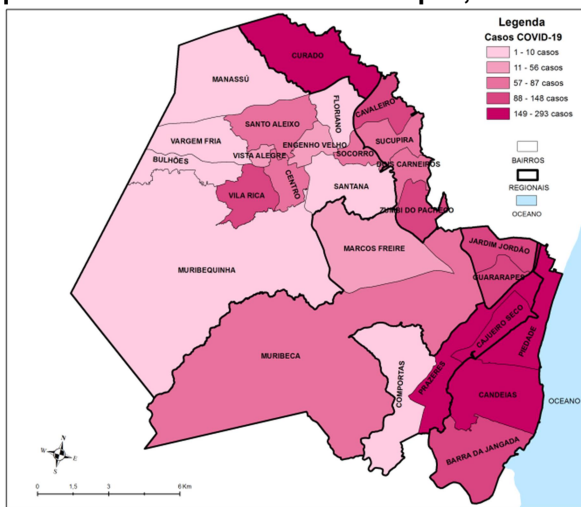 Legenda
Casos COVID-19
1 - 10 casos
11 - 56 casos
57 - 87 casos
88 - 148 casos
149 - 293 casos
BAIRROS
REGIONAIS
OCEANO
CURADO
MANASSÚ
FLORIANO
CAVALEIRO
SANTO ALEIXO
VARGEM FRIA
ENGENHO VELHO
SUCUPIRA
VISTA ALEGRE
SOCORRO
BULHÕES
DOIS CARNEIROS
CENTRO
SANTANA
VILA RICA
ZUMBI DO PACHECO
MARCOS FREIRE
JARDIM JORDÃO
MURIBEQUINHA
GUARARAPES
CAJUEIRO SECO
PIEDADE
MURIBECA
COMPORTAS
PRAZERES
CANDEIAS
OCEANO
BARRA DA JANGADA
N
E
S
0 1,5 3 6 Km